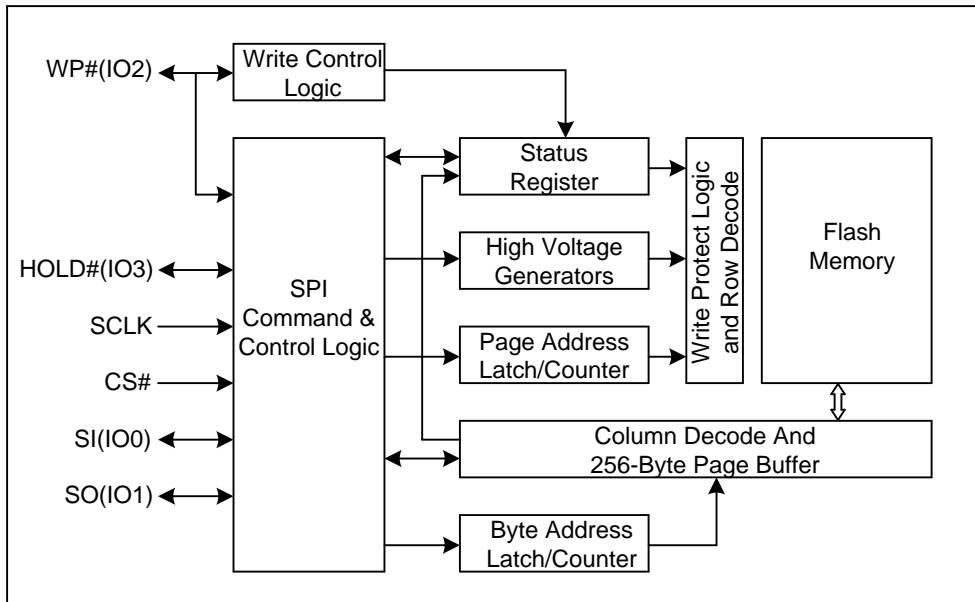 WP#(IO2)
Write Control
Logic
Status
Register
Flash
Memory
HOLD#(IO3)
High Voltage
Generators
Write Protect Logic
and Row Decode
SPI
Command &
Control Logic
SCLK
Page Address
Latch/Counter
CS#
SI(IO0)
Column Decode And
256-Byte Page Buffer
SO(IO1)
Byte Address
Latch/Counter